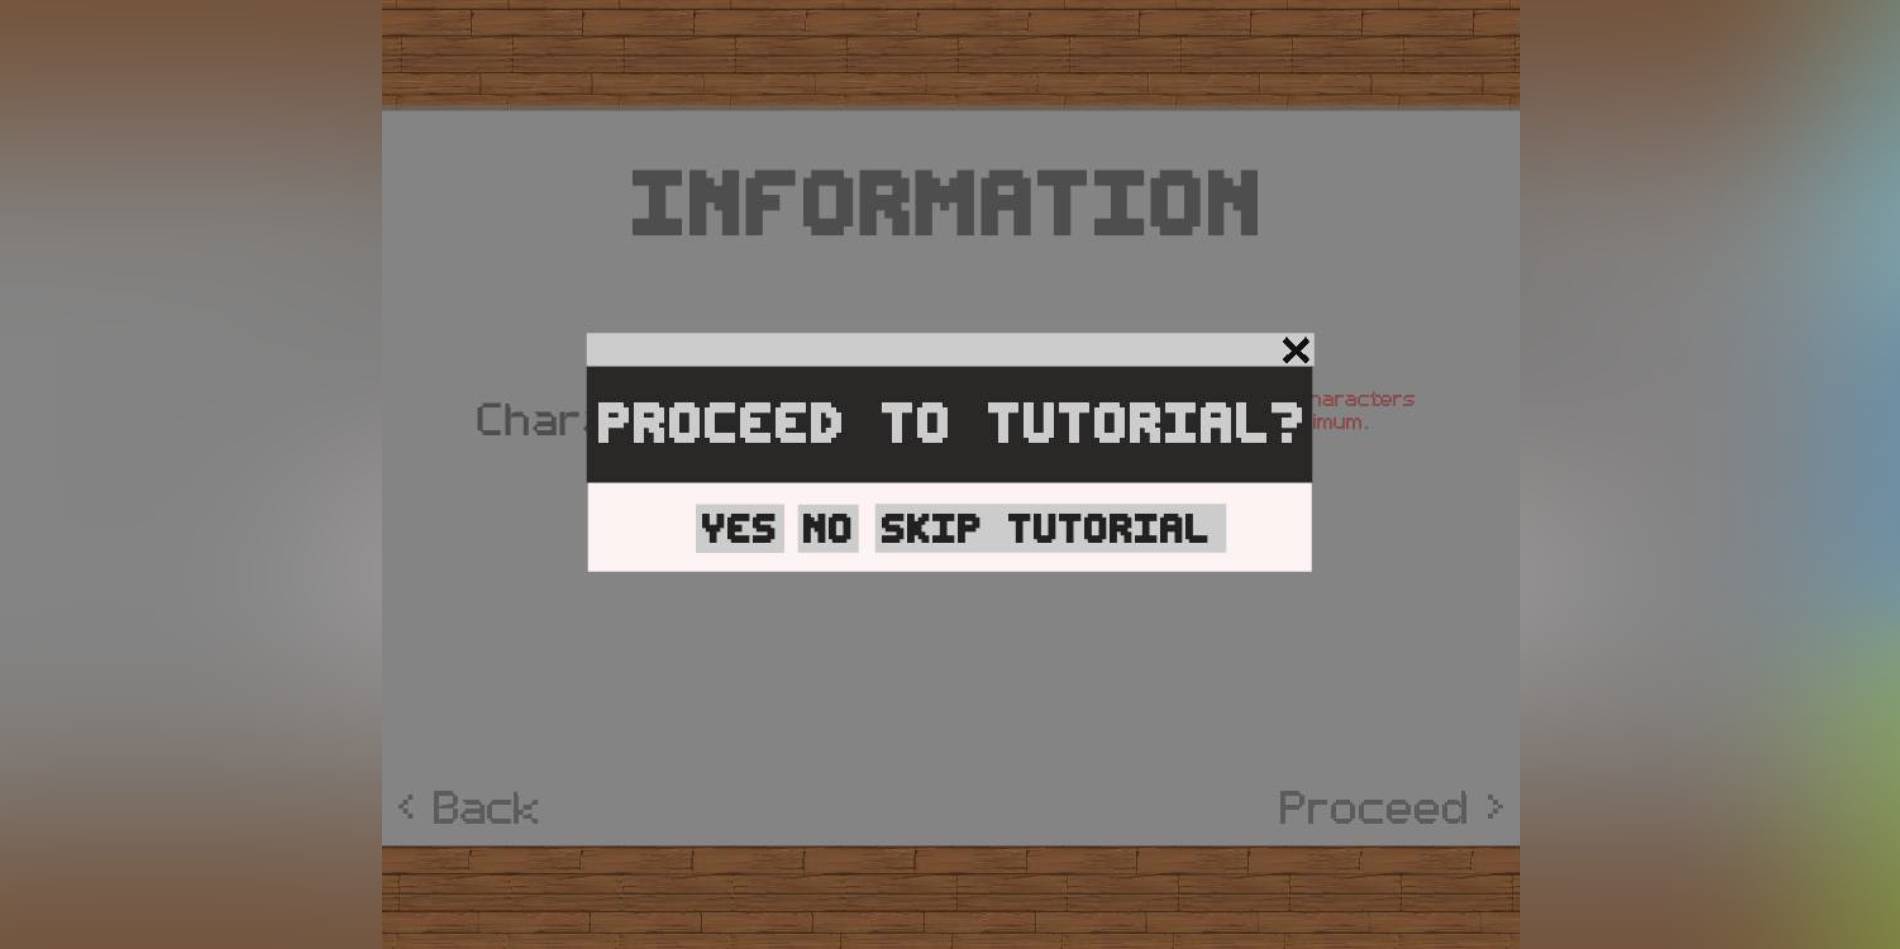 INFORMATION
PROCEED TO TUTORIAL?
YES NO SKIP TUTORIAL
< Back
Proceed >